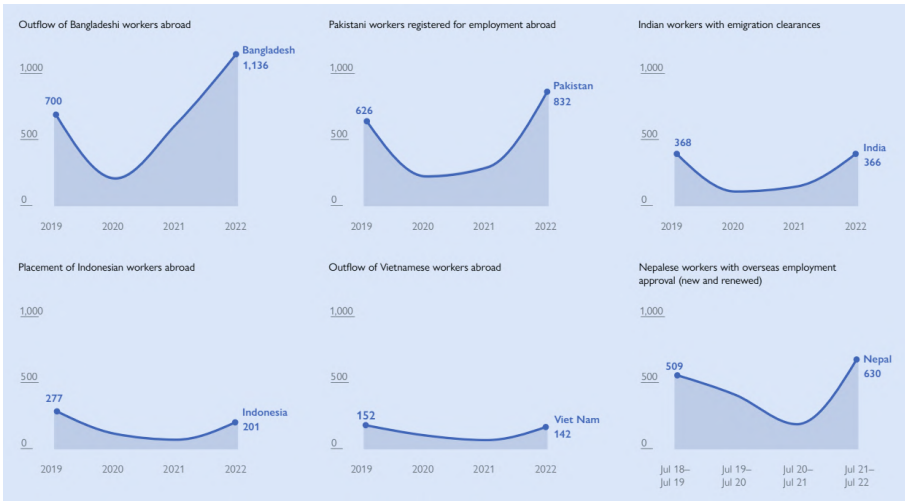 Outflow of Bangladeshi workers abroad
1,000
500
0
700
Bangladesh
1,136
2019 2020 2021 2022
Pakistani workers registered for employment abroad
1,000
500
0
626
Pakistan
832
2019 2020 2021 2022
Indian workers with emigration clearances
1,000
500
0
368
India
366
2019 2020 2021 2022
Placement of Indonesian workers abroad
1,000
500
0
277
Indonesia
201
2019 2020 2021 2022
Outflow of Vietnamese workers abroad
1,000
500
0
152
Viet Nam
142
2019 2020 2021 2022
Nepalese workers with overseas employment
approval (new and renewed)
1,000
500
0
509
Nepal
630
Jul 18– Jul 19– Jul 20– Jul 21–
Jul 19 Jul 20 Jul 21 Jul 22